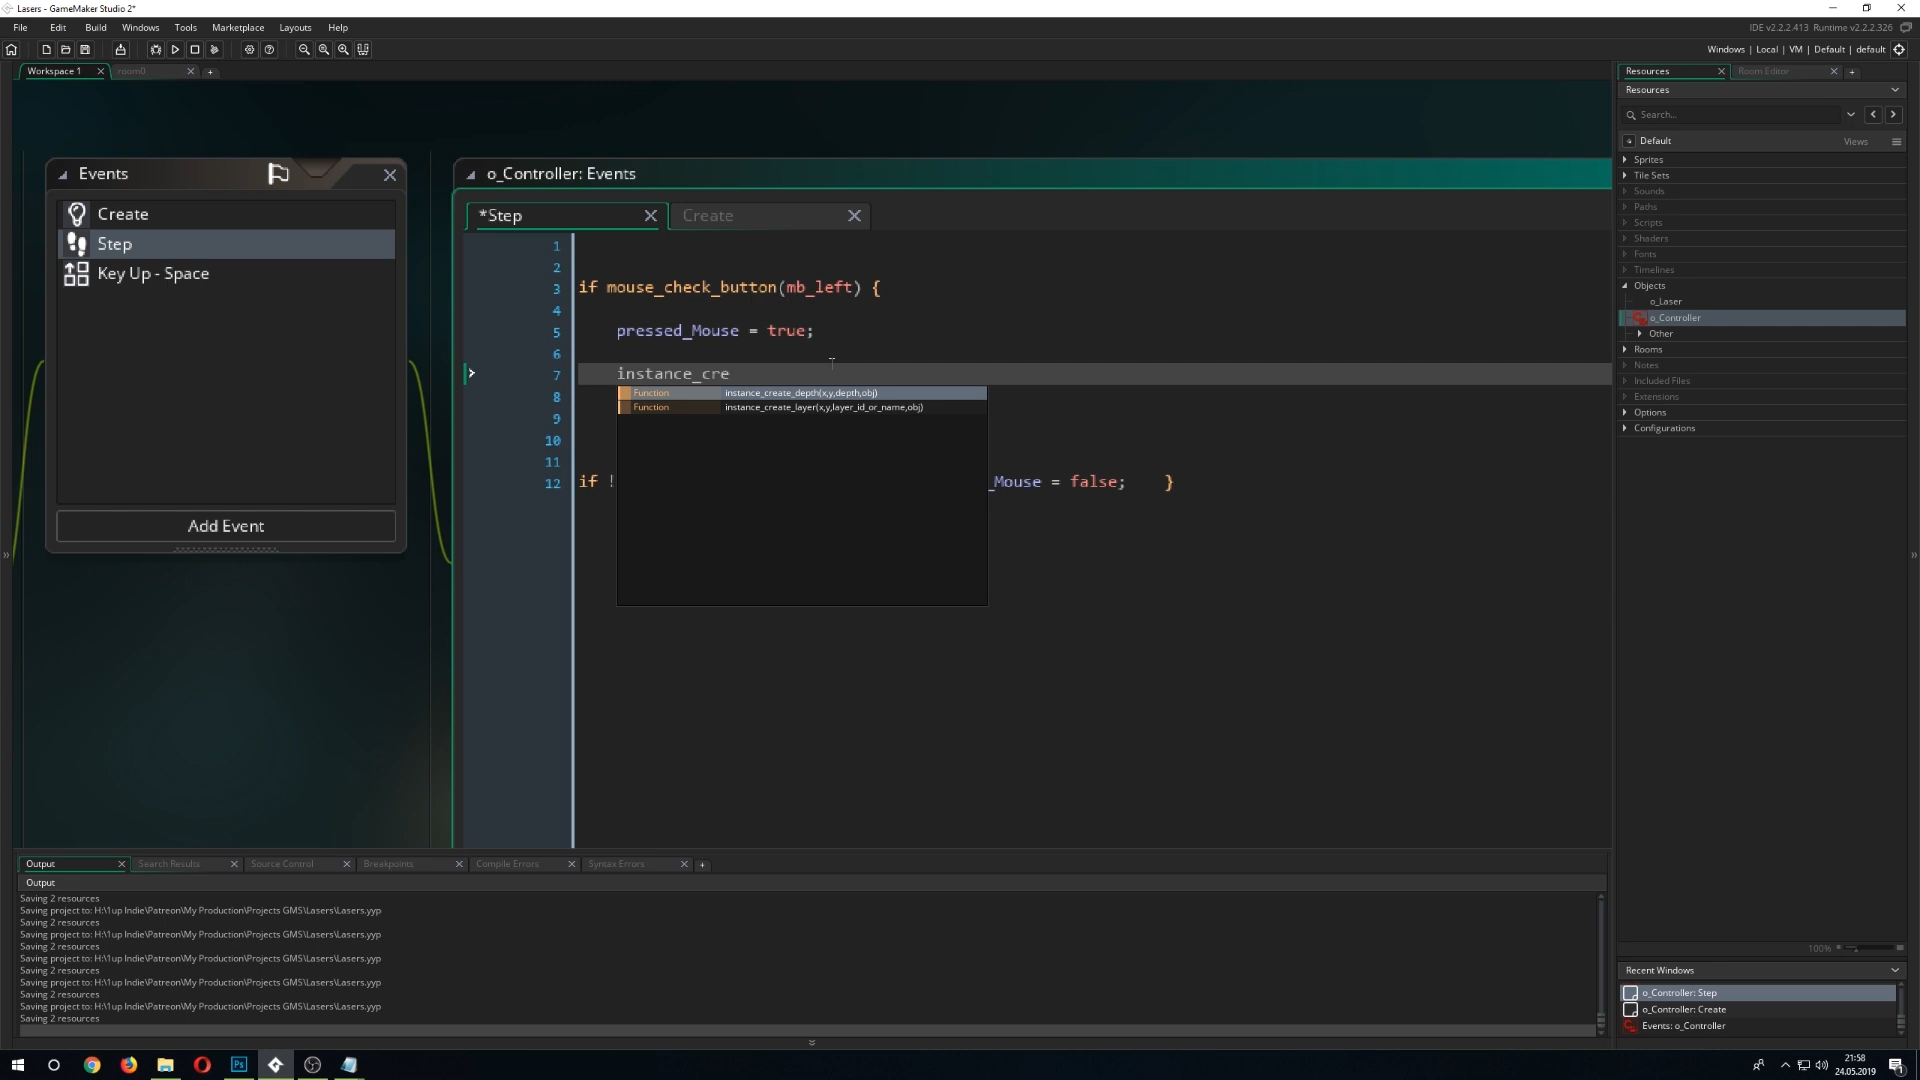 Lasers - GameMaker Studio 2*
File Edit Build Windows Tools Marketplace Layouts Help
IDE v2.2.2.413 Runtime v2.2.2.326
Windows | Local | VM | Default | default
Workspace 1 room0
Resources Room Editor
Resources
Search...
Default Views
Sprites
Tile Sets
Sounds
Paths
Scripts
Shaders
Fonts
Timelines
Objects
o_Laser
o_Controller
Other
Rooms
Notes
Included Files
Extensions
Options
Configurations
100%
Recent Windows
o_Controller: Step
o_Controller: Create
Events: o_Controller
Events
Create
Step
Key Up - Space
Add Event
o_Controller: Events
*Step Create
1
2
3 if mouse_check_button(mb_left) {
4
5 pressed_Mouse = true;
6
7 instance_cre
Function instance_create_depth(x,y,depth,obj)
Function instance_create_layer(x,y,layer_id_or_name,obj)
8
9
10
11
12 if ! _Mouse = false; }
Output Search Results Source Control Breakpoints Compile Errors Syntax Errors
Output
Saving 2 resources
Saving project to: H:\1up Indie\Patreon\My Production\Projects GMS\Lasers\Lasers.yyp
Saving 2 resources
Saving project to: H:\1up Indie\Patreon\My Production\Projects GMS\Lasers\Lasers.yyp
Saving 2 resources
Saving project to: H:\1up Indie\Patreon\My Production\Projects GMS\Lasers\Lasers.yyp
Saving 2 resources
Saving project to: H:\1up Indie\Patreon\My Production\Projects GMS\Lasers\Lasers.yyp
Saving 2 resources
Saving project to: H:\1up Indie\Patreon\My Production\Projects GMS\Lasers\Lasers.yyp
Saving 2 resources
Ps
21:58
24.05.2019